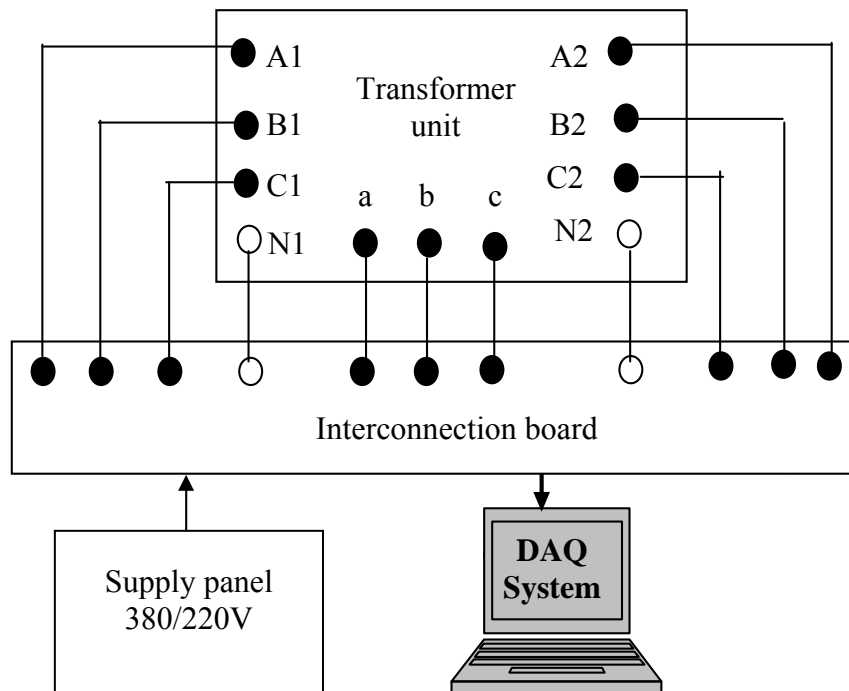 A1
A2
Transformer
unit
B1
B2
C1
C2
a b c
N1
N2
Interconnection board
DAQ
System
Supply panel
380/220V